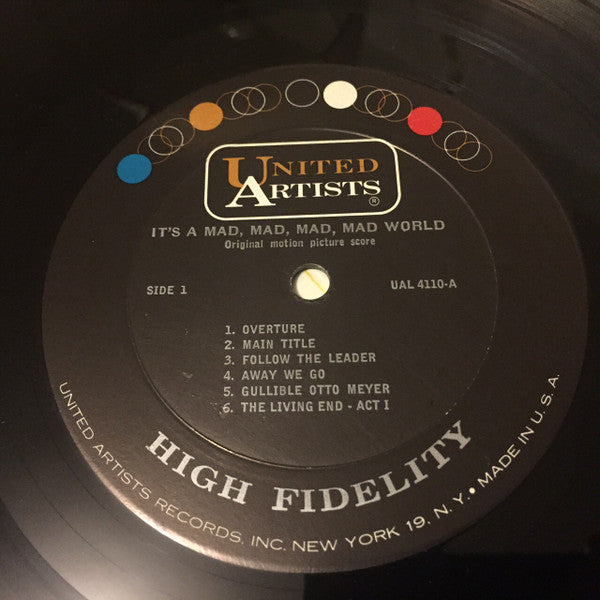 UNITED
ARTISTS
®
IT'S A MAD, MAD, MAD, MAD WORLD
Original motion picture score
SIDE 1
UAL 4110-A
1. OVERTURE
2. MAIN TITLE
3. FOLLOW THE LEADER
4. AWAY WE GO
5. GULLIBLE OTTO MEYER
6. THE LIVING END - ACT I
HIGH FIDELITY
UNITED ARTISTS RECORDS, INC. NEW YORK 19, N. Y. • MADE IN U.S.A.